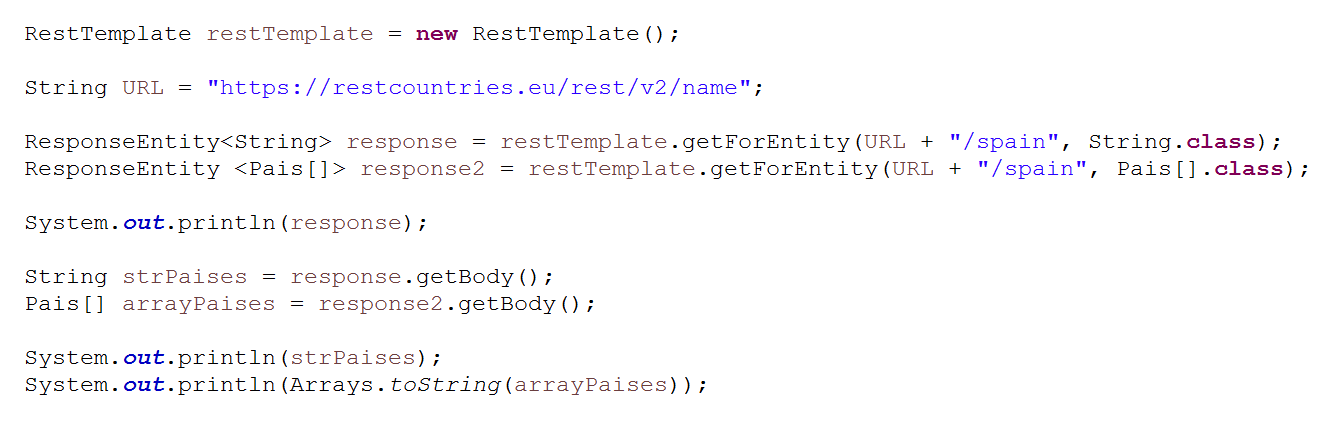 RestTemplate restTemplate = new RestTemplate();
String URL = "https://restcountries.eu/rest/v2/name";
ResponseEntity<String> response = restTemplate.getForEntity(URL + "/spain", String.class);
ResponseEntity <Pais[]> response2 = restTemplate.getForEntity(URL + "/spain", Pais[].class);
System.out.println(response);
String strPaises = response.getBody();
Pais[] arrayPaises = response2.getBody();
System.out.println(strPaises);
System.out.println(Arrays.toString(arrayPaises));